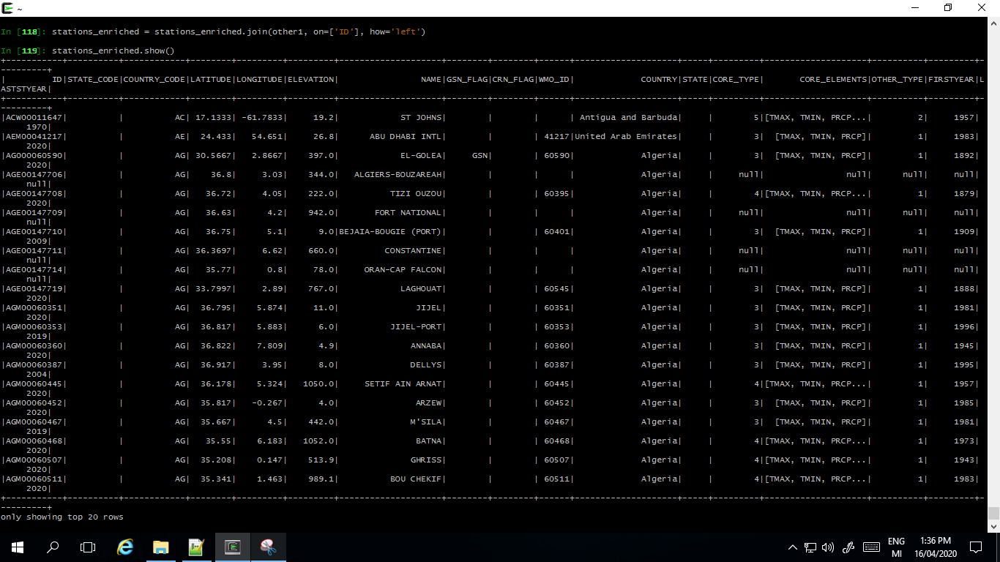 ~
In [118]: stations_enriched = stations_enriched.join(other1, on=['ID'], how='left')
In [119]: stations_enriched.show()
+-----------+----------+------------+--------+---------+---------+--------------------+--------+--------+------+--------------------+-----+---------+--------------------+----------+---------+-
---------+
|         ID|STATE_CODE|COUNTRY_CODE|LATITUDE|LONGITUDE|ELEVATION|                NAME|GSN_FLAG|CRN_FLAG|WMO_ID|             COUNTRY|STATE|CORE_TYPE|       CORE_ELEMENTS|OTHER_TYPE|FIRSTYEAR|L
ASTSTYEAR|
+-----------+----------+------------+--------+---------+---------+--------------------+--------+--------+------+--------------------+-----+---------+--------------------+----------+---------+-
---------+
|ACW00011647|          |          AC| 17.1333| -61.7833|     19.2|            ST JOHNS|        |        |      | Antigua and Barbuda|     |        5|[TMAX, TMIN, PRCP...|         2|     1957|
     1970|
|AEM00041217|          |          AE|  24.433|   54.651|     26.8|      ABU DHABI INTL|        |        | 41217|United Arab Emirates|     |        3|  [TMAX, TMIN, PRCP]|         1|     1983|
     2020|
|AG000060590|          |          AG| 30.5667|   2.8667|    397.0|            EL-GOLEA|     GSN|        | 60590|             Algeria|     |        3|  [TMAX, TMIN, PRCP]|         1|     1892|
     2020|
|AGE00147706|          |          AG|    36.8|     3.03|    344.0|   ALGIERS-BOUZAREAH|        |        |      |             Algeria|     |     null|                null|      null|     null|
     null|
|AGE00147708|          |          AG|   36.72|     4.05|    222.0|          TIZI OUZOU|        |        | 60395|             Algeria|     |        4|[TMAX, TMIN, PRCP...|         1|     1879|
     2020|
|AGE00147709|          |          AG|   36.63|      4.2|    942.0|       FORT NATIONAL|        |        |      |             Algeria|     |     null|                null|      null|     null|
     null|
|AGE00147710|          |          AG|   36.75|      5.1|      9.0|BEJAIA-BOUGIE (PORT)|        |        | 60401|             Algeria|     |        3|  [TMAX, TMIN, PRCP]|         1|     1909|
     2009|
|AGE00147711|          |          AG| 36.3697|     6.62|    660.0|         CONSTANTINE|        |        |      |             Algeria|     |     null|                null|      null|     null|
     null|
|AGE00147714|          |          AG|   35.77|      0.8|     78.0|     ORAN-CAP FALCON|        |        |      |             Algeria|     |     null|                null|      null|     null|
     null|
|AGE00147719|          |          AG| 33.7997|     2.89|    767.0|            LAGHOUAT|        |        | 60545|             Algeria|     |        3|  [TMAX, TMIN, PRCP]|         1|     1888|
     2020|
|AGM00060351|          |          AG|  36.795|    5.874|     11.0|               JIJEL|        |        | 60351|             Algeria|     |        3|  [TMAX, TMIN, PRCP]|         1|     1981|
     2020|
|AGM00060353|          |          AG|  36.817|    5.883|      6.0|          JIJEL-PORT|        |        | 60353|             Algeria|     |        3|  [TMAX, TMIN, PRCP]|         1|     1996|
     2019|
|AGM00060360|          |          AG|  36.822|    7.809|      4.9|              ANNABA|        |        | 60360|             Algeria|     |        3|  [TMAX, TMIN, PRCP]|         1|     1945|
     2020|
|AGM00060387|          |          AG|  36.917|     3.95|      8.0|              DELLYS|        |        | 60387|             Algeria|     |        3|  [TMAX, TMIN, PRCP]|         1|     1995|
     2004|
|AGM00060445|          |          AG|  36.178|    5.324|   1050.0|     SETIF AIN ARNAT|        |        | 60445|             Algeria|     |        4|[TMAX, TMIN, PRCP...|         1|     1957|
     2020|
|AGM00060452|          |          AG|  35.817|   -0.267|      4.0|               ARZEW|        |        | 60452|             Algeria|     |        3|  [TMAX, TMIN, PRCP]|         1|     1985|
     2020|
|AGM00060467|          |          AG|  35.667|      4.5|    442.0|              M'SILA|        |        | 60467|             Algeria|     |        3|  [TMAX, TMIN, PRCP]|         1|     1981|
     2019|
|AGM00060468|          |          AG|   35.55|    6.183|   1052.0|               BATNA|        |        | 60468|             Algeria|     |        4|[TMAX, TMIN, PRCP...|         1|     1973|
     2020|
|AGM00060507|          |          AG|  35.208|    0.147|    513.9|              GHRISS|        |        | 60507|             Algeria|     |        4|[TMAX, TMIN, PRCP...|         1|     1943|
     2020|
|AGM00060511|          |          AG|  35.341|    1.463|    989.1|          BOU CHEKIF|        |        | 60511|             Algeria|     |        4|[TMAX, TMIN, PRCP...|         1|     1983|
     2020|
+-----------+----------+------------+--------+---------+---------+--------------------+--------+--------+------+--------------------+-----+---------+--------------------+----------+---------+-
---------+
only showing top 20 rows
ENG
MI
1:36 PM
16/04/2020